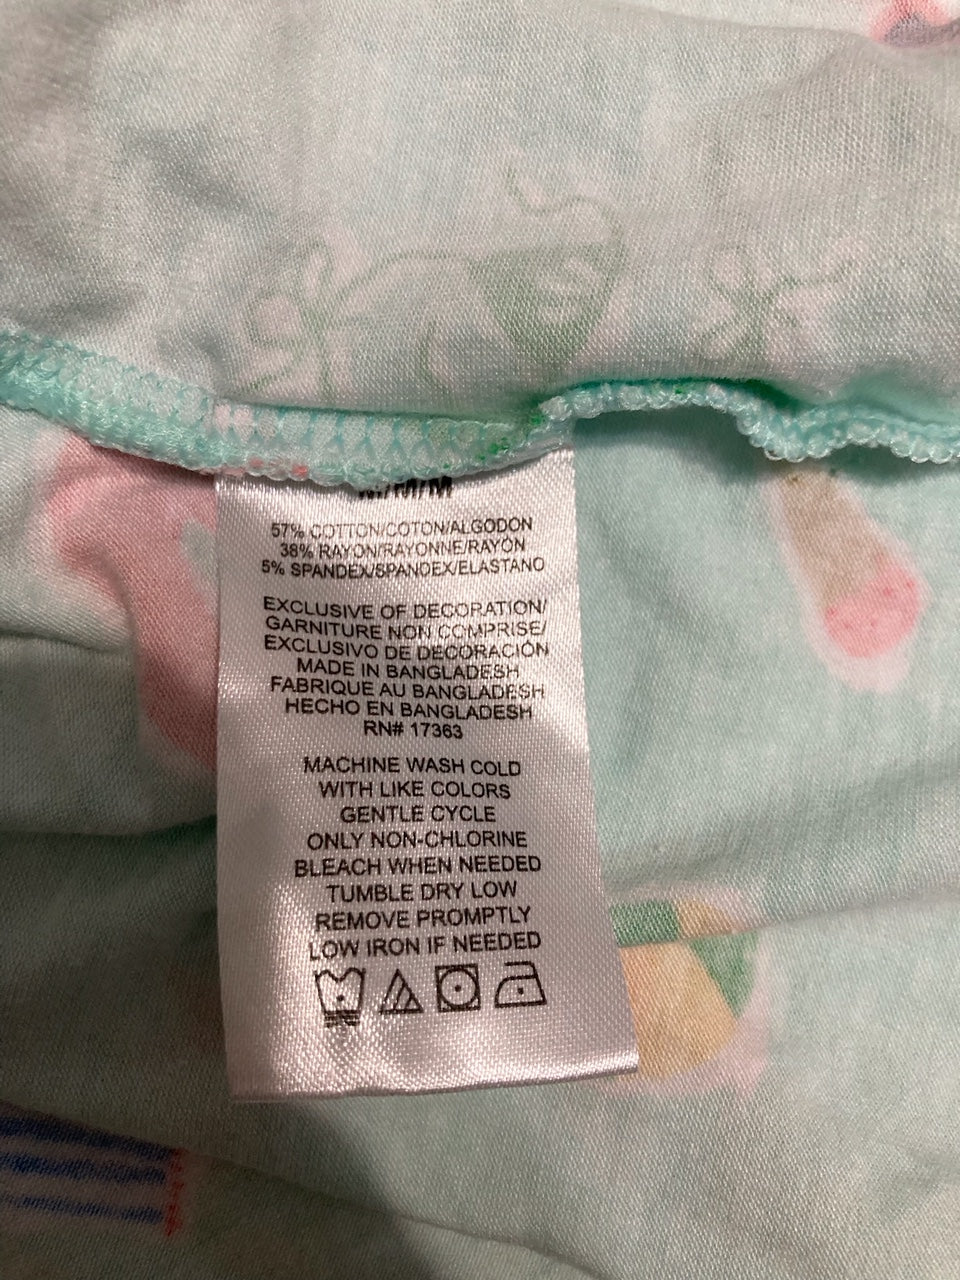 M/M/M
57% COTTON/COTON/ALGODON
38% RAYON/RAYONNE/RAYÓN
5% SPANDEX/SPANDEX/ELASTANO
EXCLUSIVE OF DECORATION/
GARNITURE NON COMPRISE/
EXCLUSIVO DE DECORACIÓN
MADE IN BANGLADESH
FABRIQUE AU BANGLADESH
HECHO EN BANGLADESH
RN# 17363
MACHINE WASH COLD
WITH LIKE COLORS
GENTLE CYCLE
ONLY NON-CHLORINE
BLEACH WHEN NEEDED
TUMBLE DRY LOW
REMOVE PROMPTLY
LOW IRON IF NEEDED